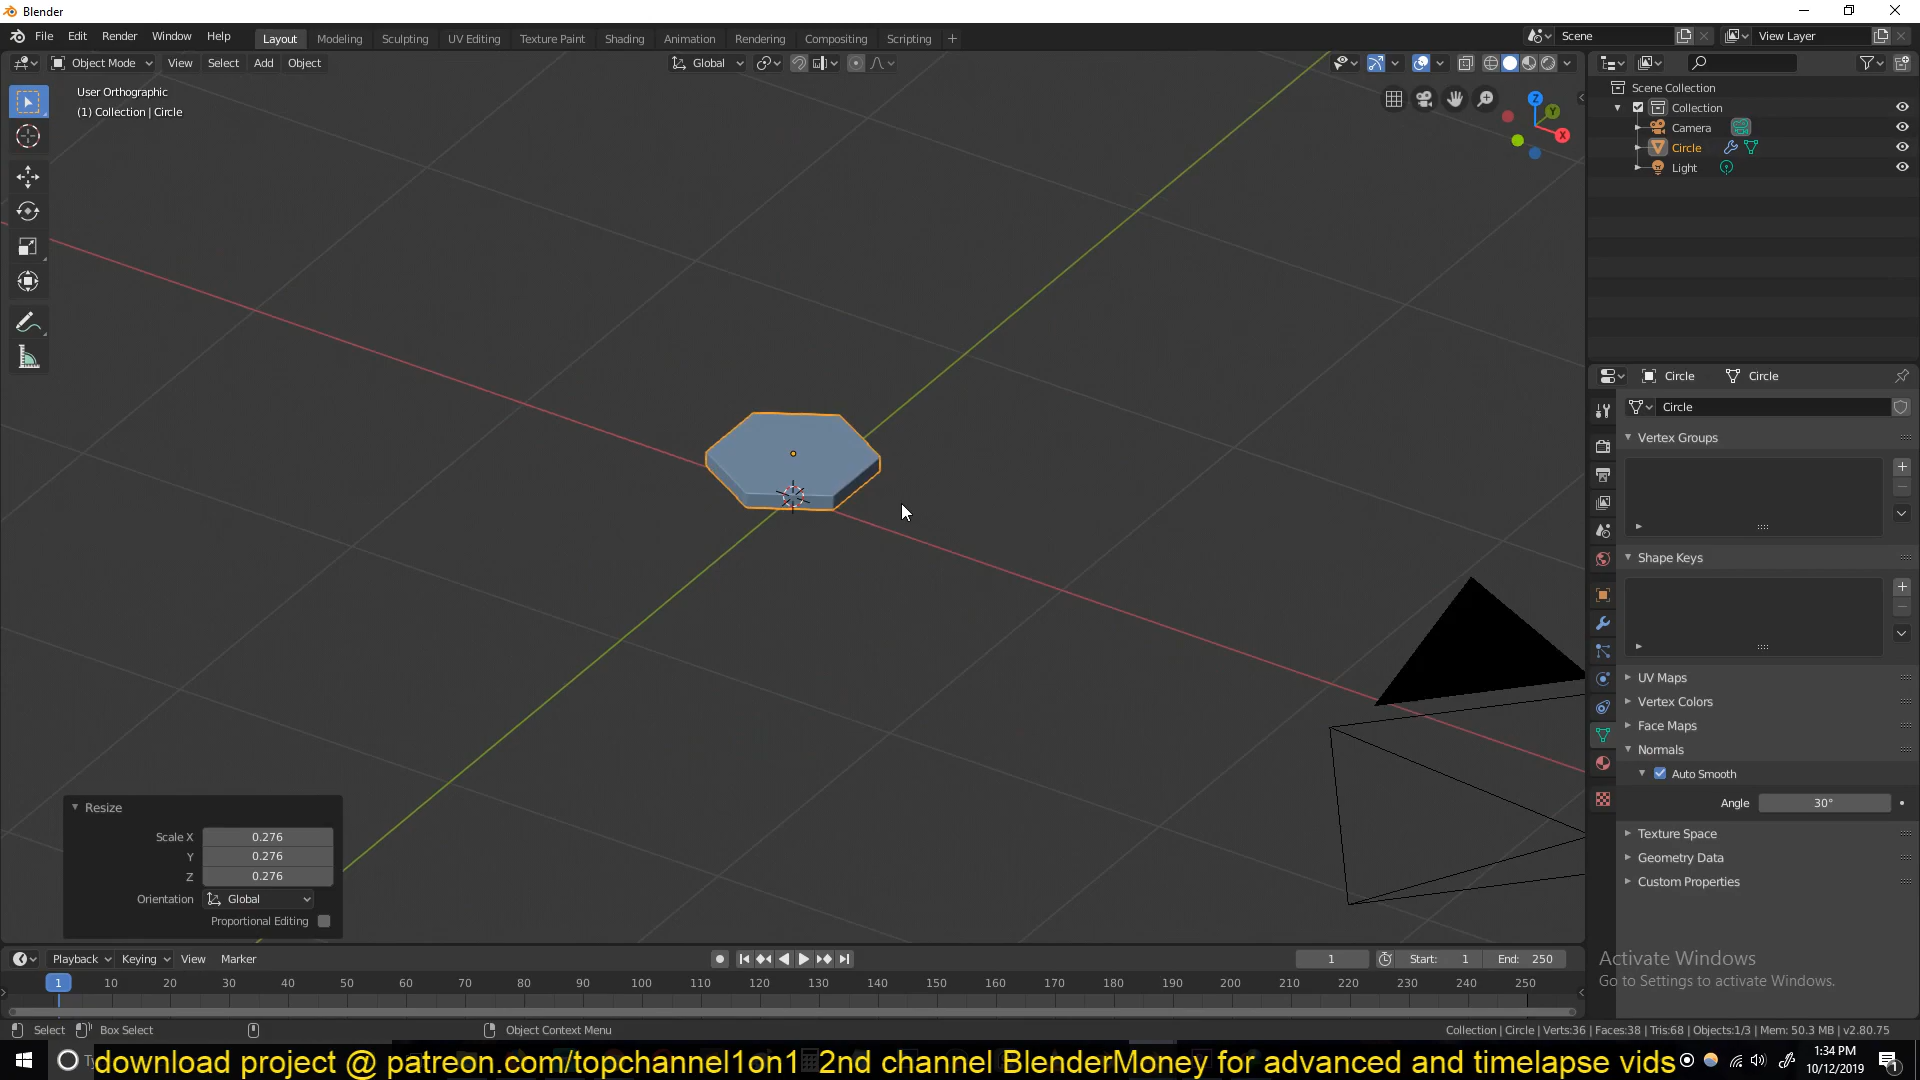 Blender
File Edit Render Window Help
Layout Modeling Sculpting UV Editing Texture Paint Shading Animation Rendering Compositing Scripting +
Scene
View Layer
Object Mode View Select Add Object
Global
User Orthographic
(1) Collection | Circle
Z
Y
X
Scene Collection
Collection
Camera
Circle
Light
Circle Circle
Circle
Vertex Groups
Shape Keys
UV Maps
Vertex Colors
Face Maps
Normals
Auto Smooth
Angle 30°
Texture Space
Geometry Data
Custom Properties
Resize
Scale X 0.276
Y 0.276
Z 0.276
Orientation Global
Proportional Editing
Activate Windows
Go to Settings to activate Windows.
Playback Keying View Marker
1 Start: 1 End: 250
1 10 20 30 40 50 60 70 80 90 100 110 120 130 140 150 160 170 180 190 200 210 220 230 240 250
Select Box Select Object Context Menu
Collection | Circle | Verts:36 | Faces:38 | Tris:68 | Objects:1/3 | Mem: 50.3 MB | v2.80.75
download project @ patreon.com/topchannel1on1 2nd channel BlenderMoney for advanced and timelapse vids
1:34 PM
10/12/2019
1